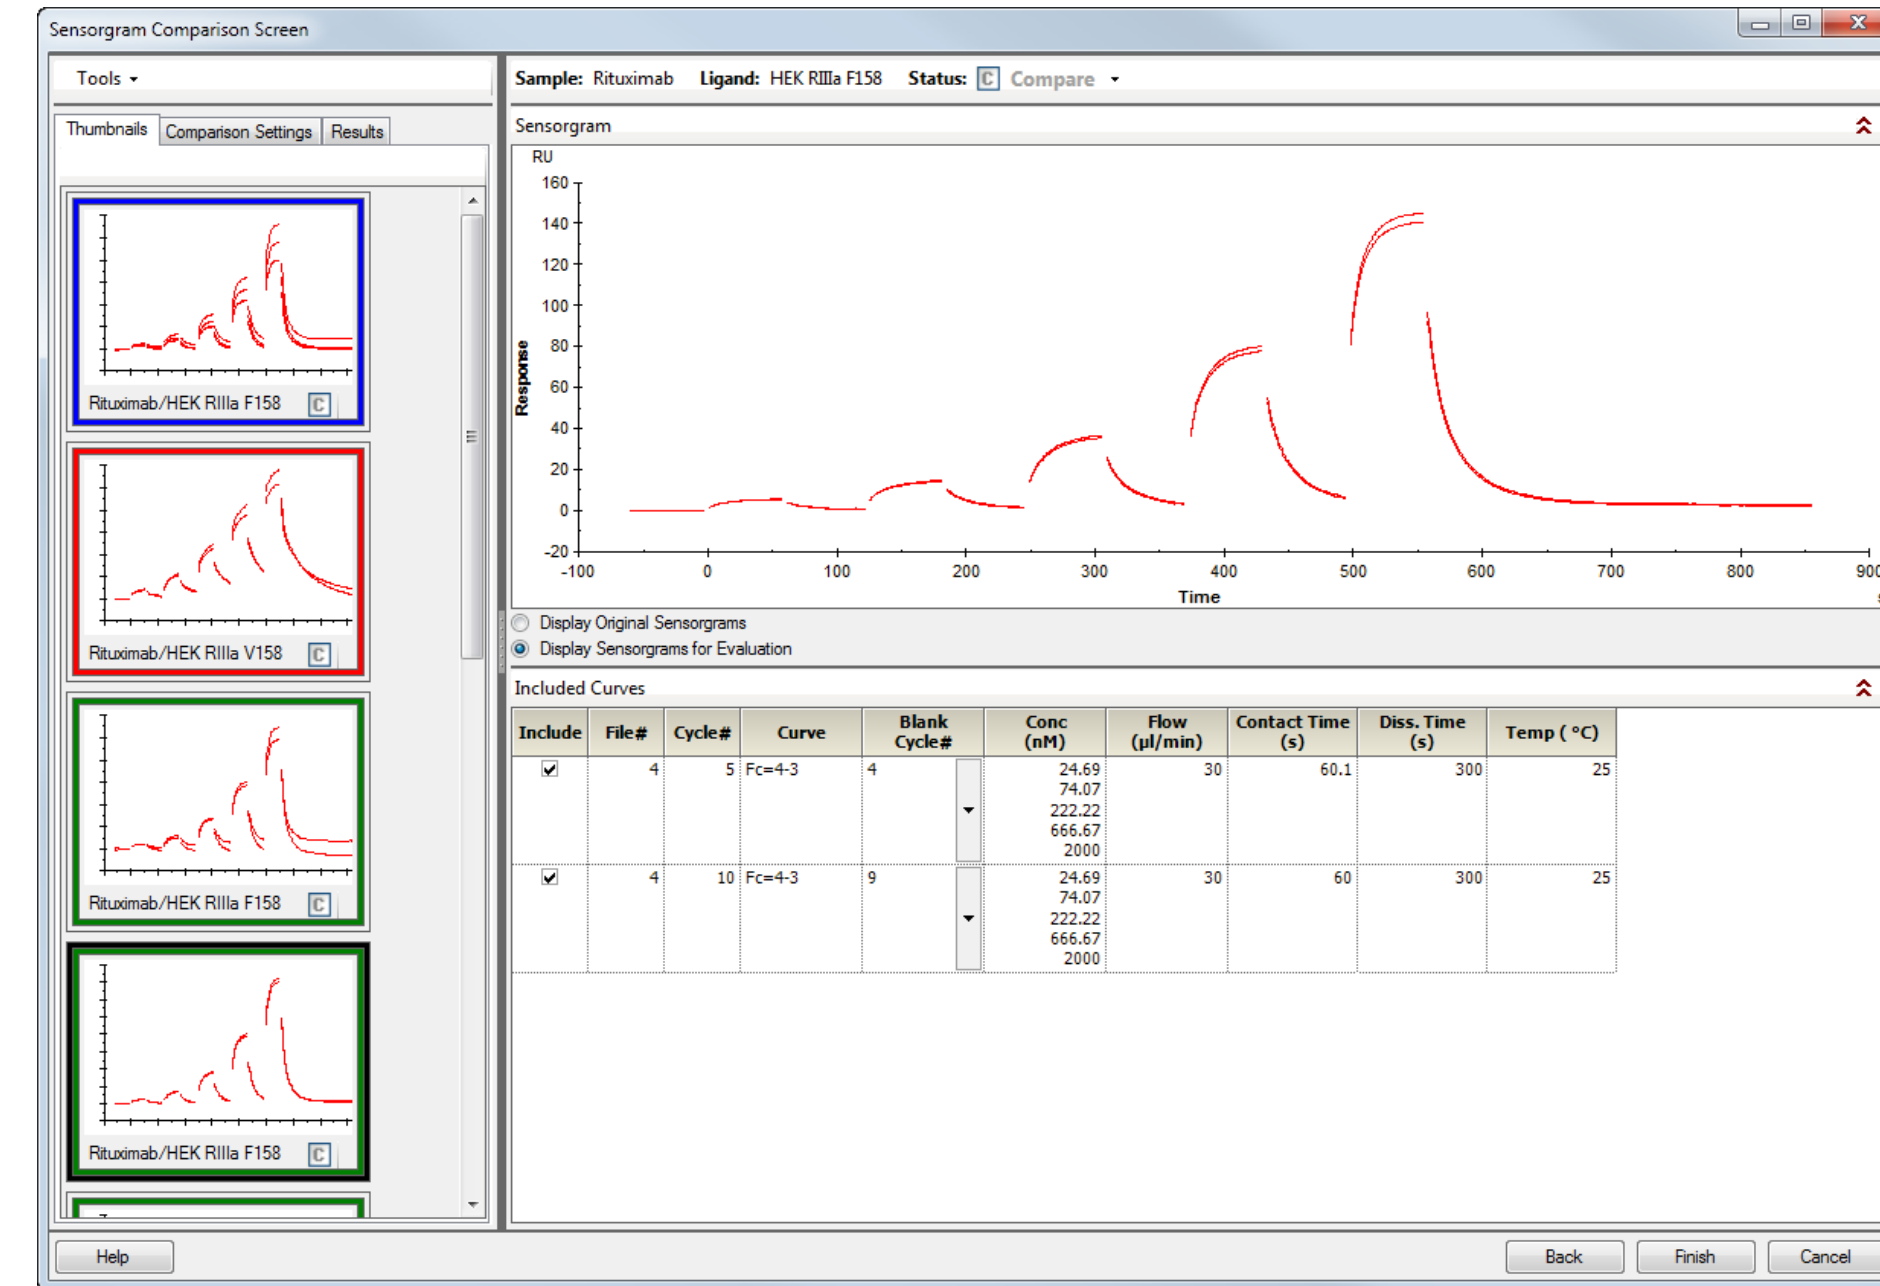 Sensorgram Comparison Screen
Tools
Thumbnails Comparison Settings Results
Rituximab/HEK RIIIa F158 C
Rituximab/HEK RIIIa V158 C
Rituximab/HEK RIIIa F158 C
Rituximab/HEK RIIIa F158 C
Help
Sample: Rituximab Ligand: HEK RIIIa F158 Status: C Compare
Sensorgram
RU
160
140
120
100
80
60
40
20
0
-20
Response
-100 0 100 200 300 400 500 600 700 800 900
Time
Display Original Sensorgrams
Display Sensorgrams for Evaluation
Included Curves
Include File# Cycle# Curve Blank Cycle# Conc (nM) Flow (µl/min) Contact Time (s) Diss. Time (s) Temp ( °C)
4 5 Fc=4-3 4 24.69 30 60.1 300 25
74.07
222.22
666.67
2000
4 10 Fc=4-3 9 24.69 30 60 300 25
74.07
222.22
666.67
2000
Back Finish Cancel